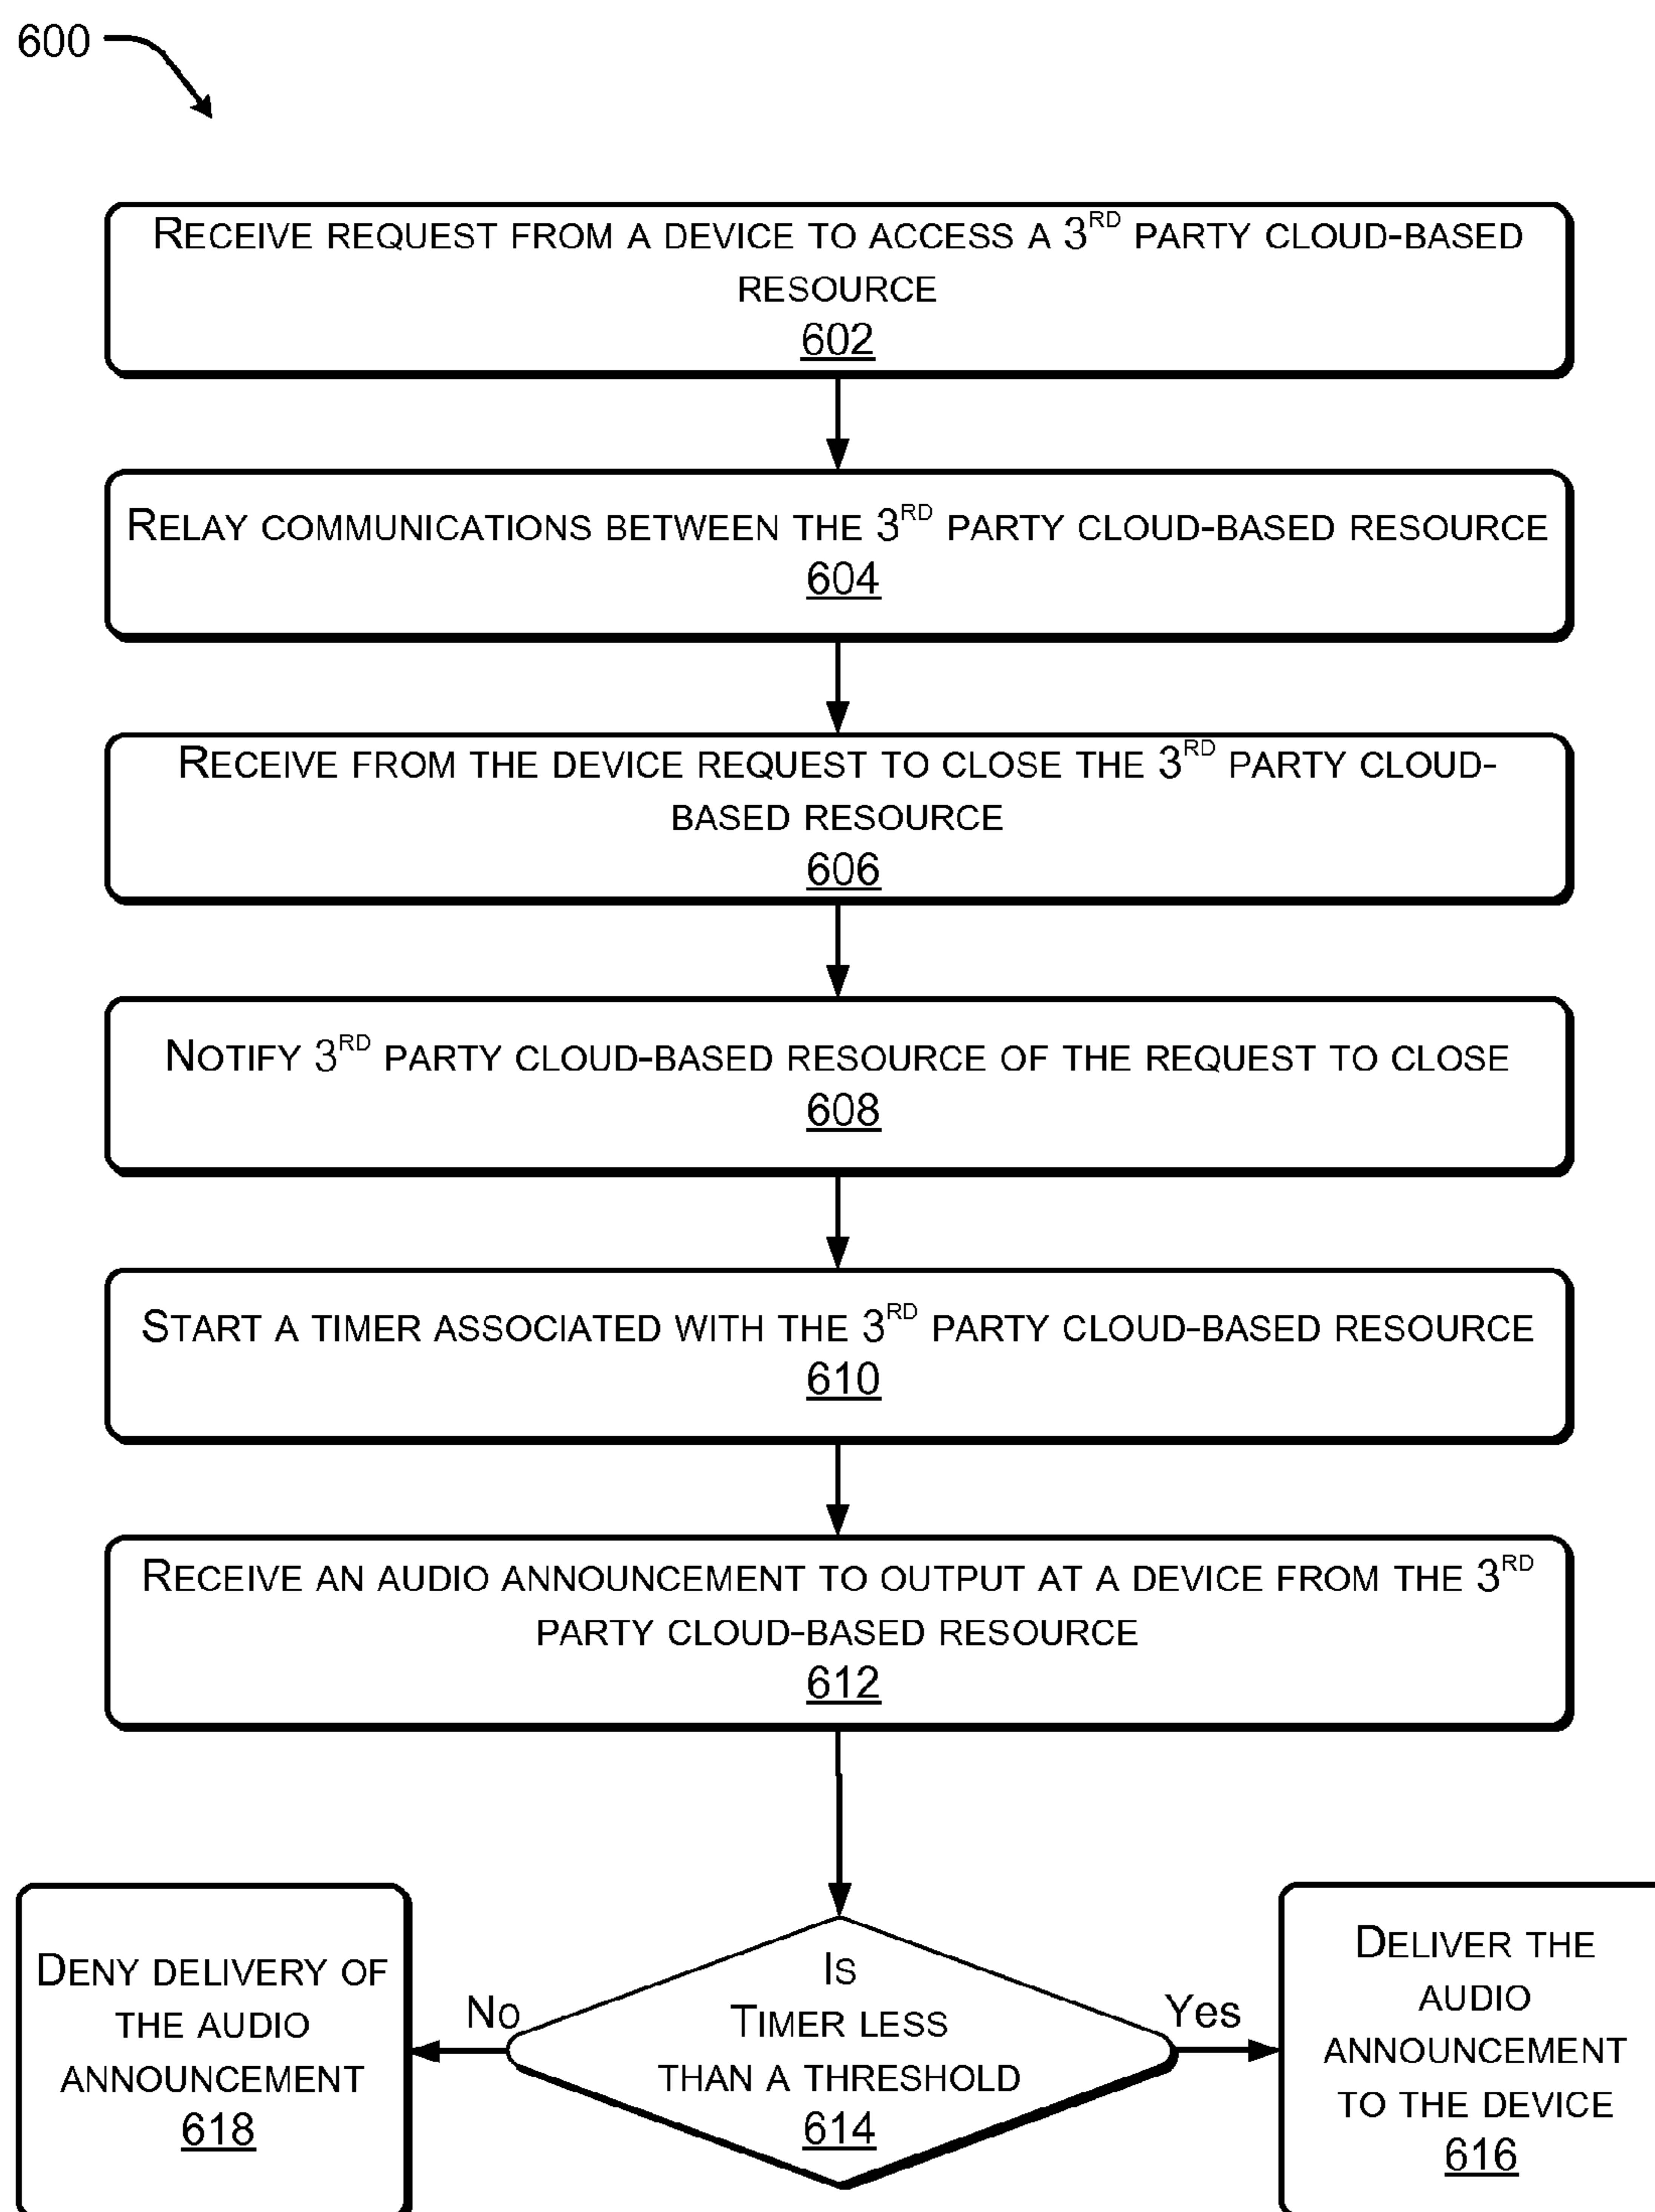 600
RECEIVE REQUEST FROM A DEVICE TO ACCESS A 3RD PARTY CLOUD-BASED
RESOURCE
602
RELAY COMMUNICATIONS BETWEEN THE 3RD PARTY CLOUD-BASED RESOURCE
604
RECEIVE FROM THE DEVICE REQUEST TO CLOSE THE 3RD PARTY CLOUD-
BASED RESOURCE
606
NOTIFY 3RD PARTY CLOUD-BASED RESOURCE OF THE REQUEST TO CLOSE
608
START A TIMER ASSOCIATED WITH THE 3RD PARTY CLOUD-BASED RESOURCE
610
RECEIVE AN AUDIO ANNOUNCEMENT TO OUTPUT AT A DEVICE FROM THE 3RD
PARTY CLOUD-BASED RESOURCE
612
DENY DELIVERY OF
THE AUDIO
ANNOUNCEMENT
618
No
IS
TIMER LESS
THAN A THRESHOLD
614
Yes
DELIVER THE
AUDIO
ANNOUNCEMENT
TO THE DEVICE
616